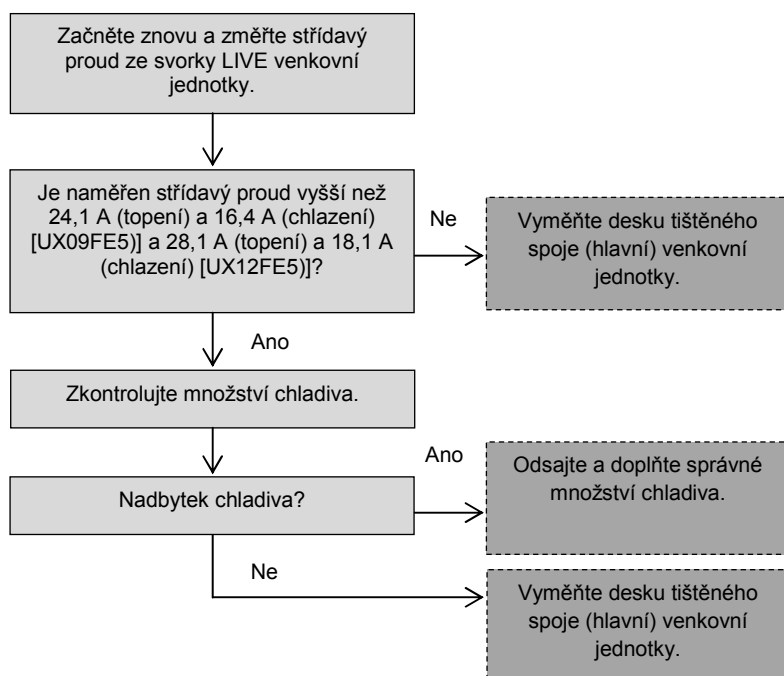 Začněte znovu a změřte střídavý
proud ze svorky LIVE venkovní
jednotky.
Je naměřen střídavý proud vyšší než
24,1 A (topení) a 16,4 A (chlazení)
[UX09FE5)] a 28,1 A (topení) a 18,1 A
(chlazení) [UX12FE5)]?
Ne
Vyměňte desku tištěného
spoje (hlavní) venkovní
jednotky.
Ano
Zkontrolujte množství chladiva.
Ano
Nadbytek chladiva?
Odsajte a doplňte správné
množství chladiva.
Ne
Vyměňte desku tištěného
spoje (hlavní) venkovní
jednotky.